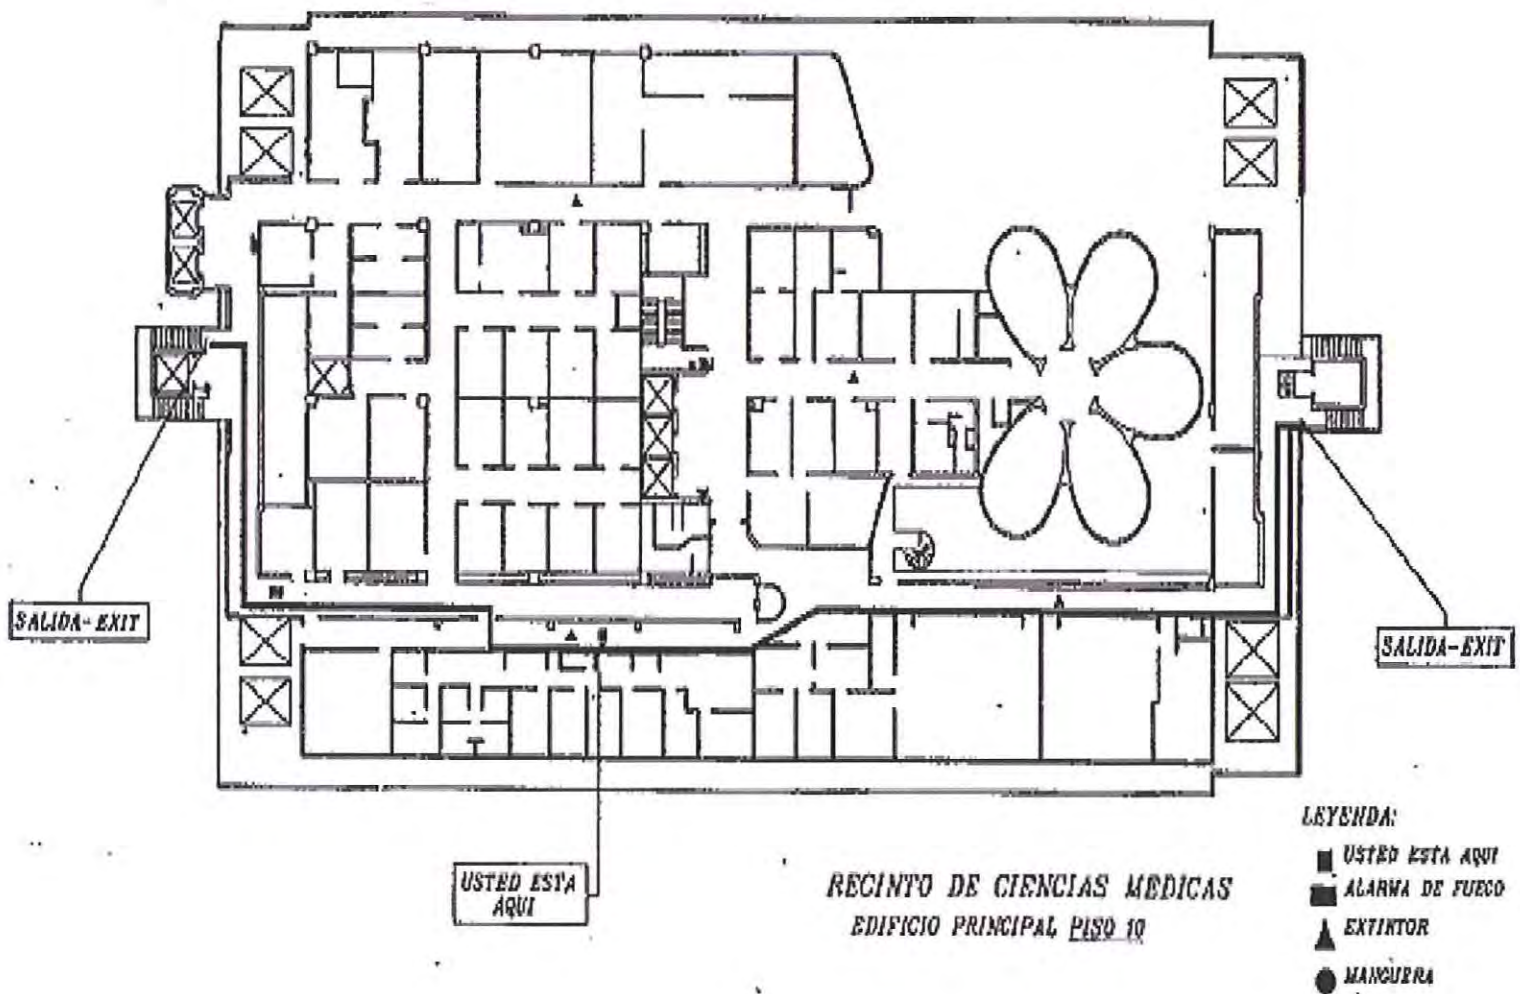 SALIDA-EXIT
SALIDA-EXIT
USTED ESTA
AQUI
RECINTO DE CIENCIAS MEDICAS
EDIFICIO PRINCIPAL PISO 10
LEYENDA:
USTED ESTA AQUI
ALARMA DE FUEGO
EXTINTOR
MANGUERA